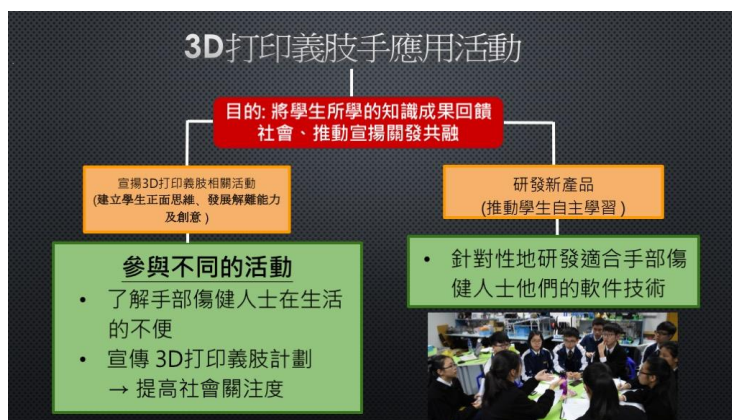 3D打印義肢手應用活動
目的: 將學生所學的知識成果回饋
社會、推動宣揚關發共融
宣揚3D打印義肢相關活動
(建立學生正面思維、發展解難能力
及創意)
研發新產品
(推動學生自主學習)
參與不同的活動
• 了解手部傷健人士在生活
的不便
• 宣傳 3D打印義肢計劃
→ 提高社會關注度
• 針對性地研發適合手部傷
健人士他們的軟件技術